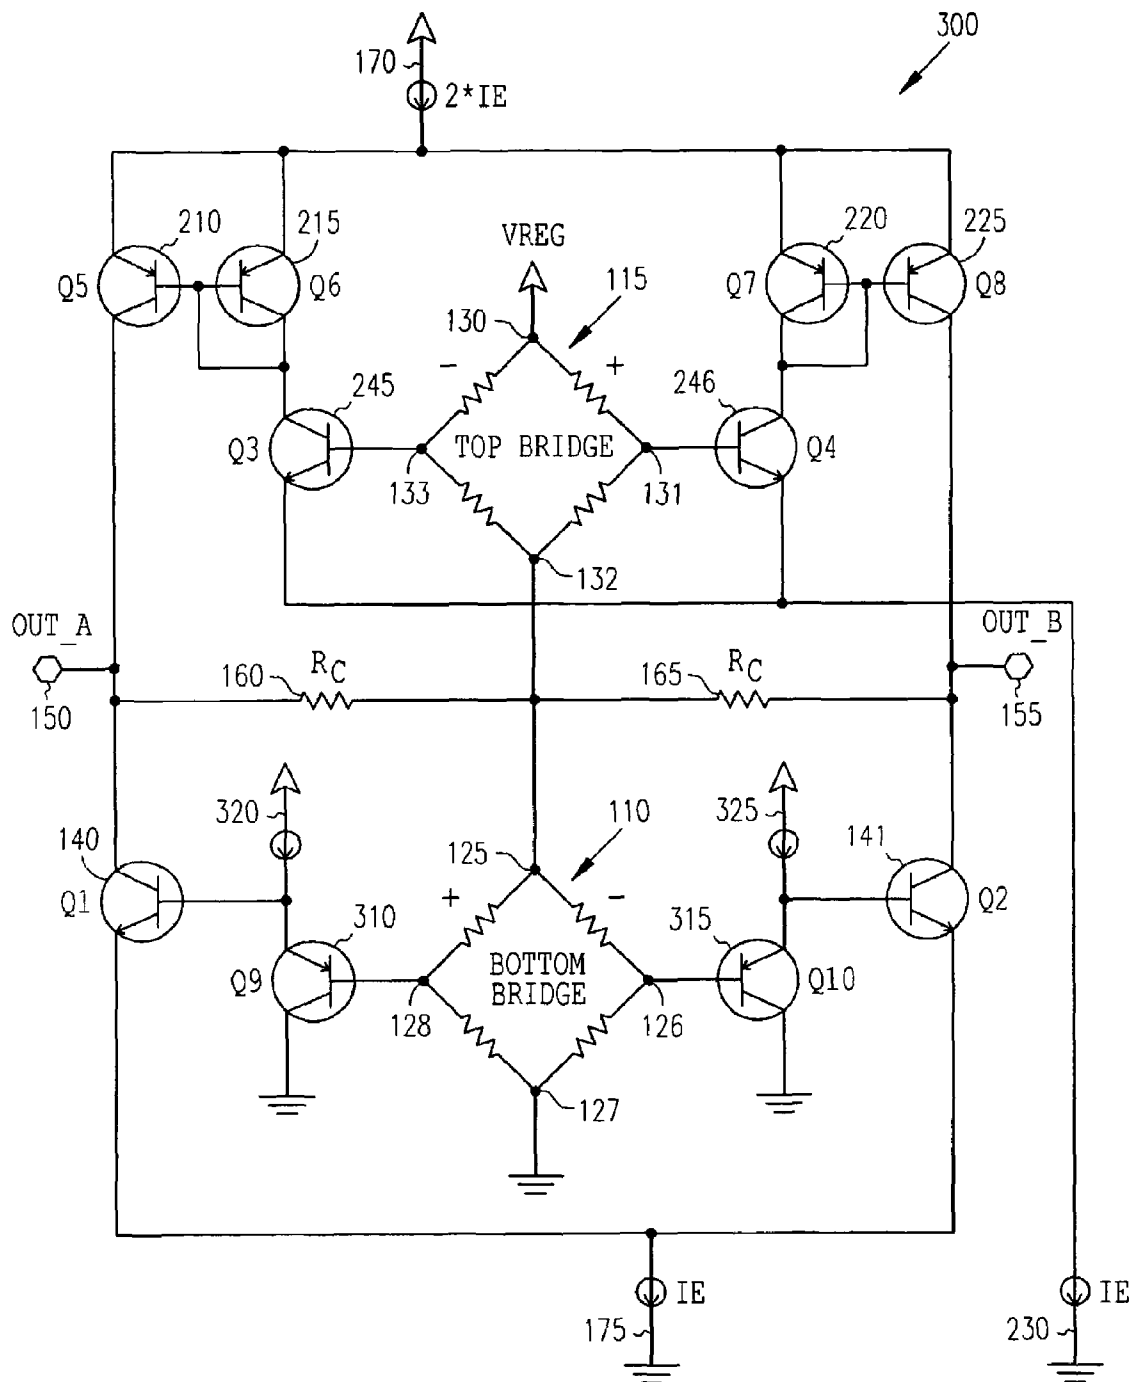 300
170
2*IE
210
215
220
225
VREG
Q5
Q6
Q7
Q8
115
130
-
+
245
246
Q3
TOP BRIDGE
Q4
133
131
132
OUT_A
OUT_B
160
RC
165
RC
150
155
320
325
110
140
125
141
Q1
+
-
Q2
310
315
Q9
BOTTOM
BRIDGE
Q10
128
126
127
IE
IE
175
230